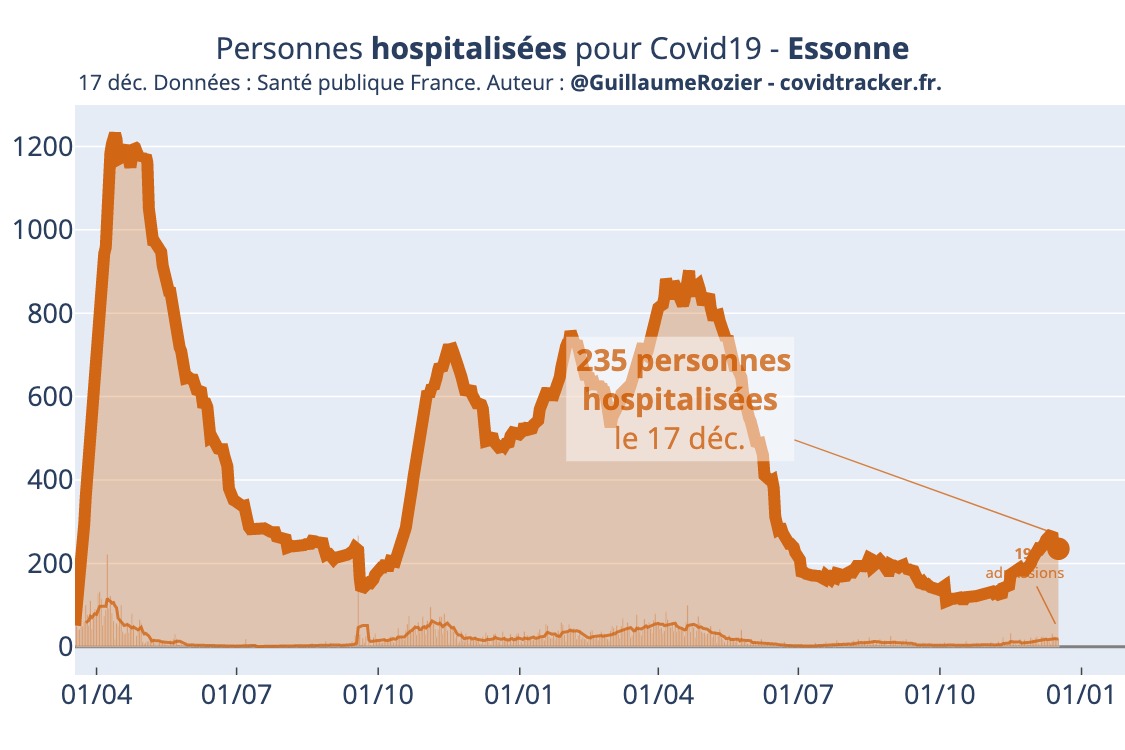 Personnes hospitalisées pour Covid19 - Essonne
17 déc. Données : Santé publique France. Auteur : @GuillaumeRozier - covidtracker.fr.
1200
1000
800
600
400
200
0
235 personnes
hospitalisées
le 17 déc.
admissions
01/04
01/07
01/10
01/01
01/04
01/07
01/10
01/01